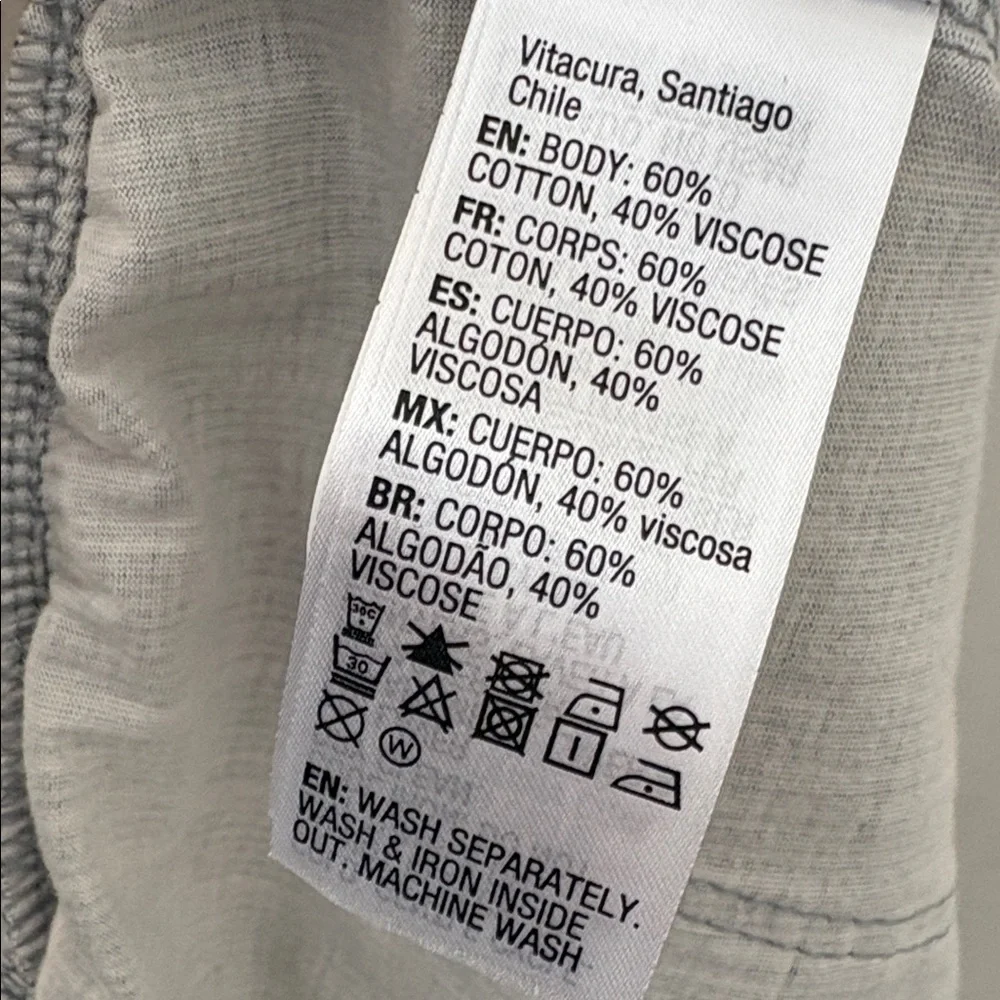 Vitacura, Santiago
Chile
EN: BODY: 60%
COTTON, 40% VISCOSE
FR: CORPS: 60%
COTON, 40% VISCOSE
ES: CUERPO: 60%
ALGODÓN, 40%
VISCOSA
MX: CUERPO: 60%
ALGODÓN, 40% viscosa
BR: CORPO: 60%
ALGODÃO, 40%
VISCOSE
30C
30
W
EN: WASH SEPARATELY.
WASH & IRON INSIDE
OUT. MACHINE WASH